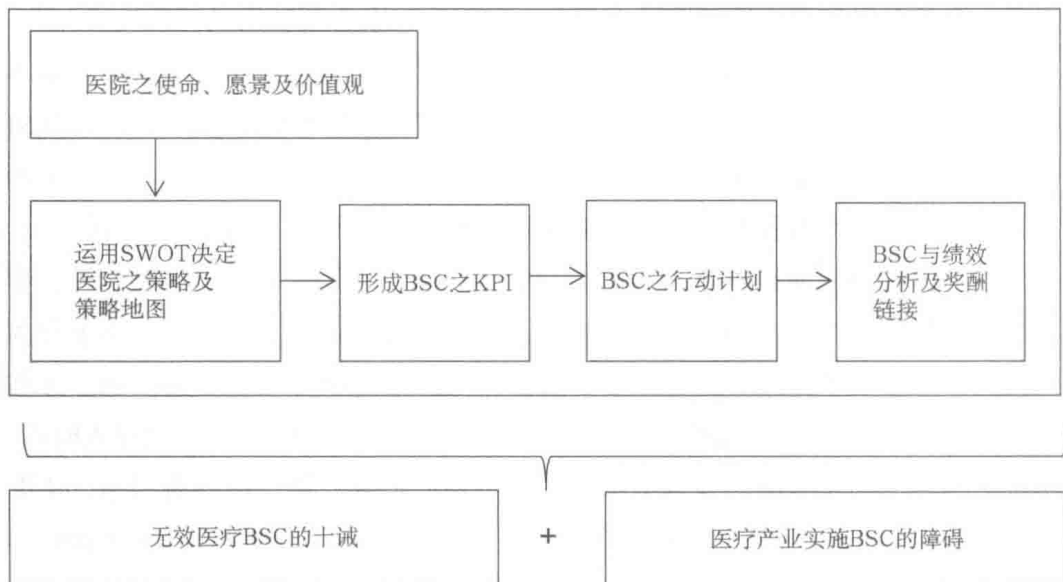 医院之使命、愿景及价值观
运用SWOT决定
医院之策略及
策略地图
形成BSC之KPI
BSC之行动计划
BSC与绩效
分析及奖酬
链接
无效医疗BSC的十诫
+
医疗产业实施BSC的障碍